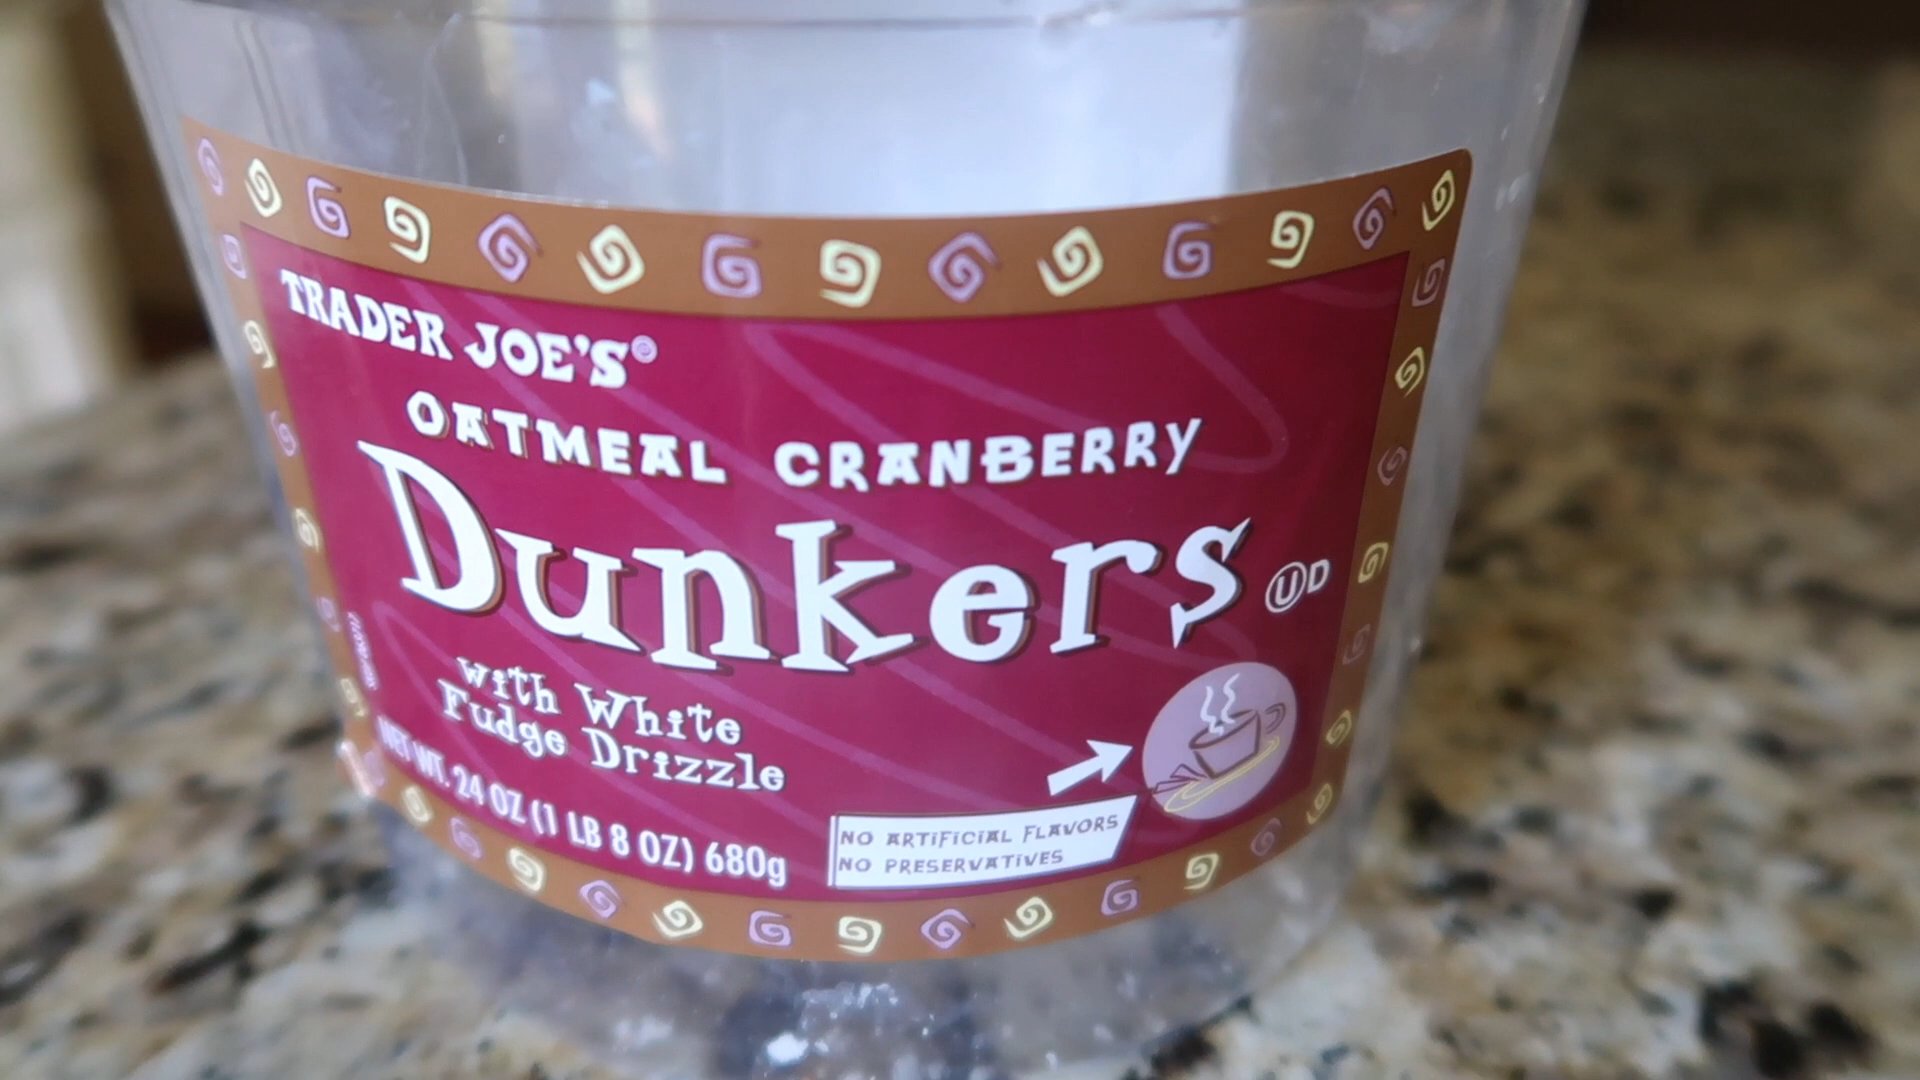 TRADER JOE'S®
OATMEAL CRANBERRY
Dunkers
UD
with White
Fudge Drizzle
NET WT. 24 OZ (1 LB 8 OZ) 680g
NO ARTIFICIAL FLAVORS
NO PRESERVATIVES